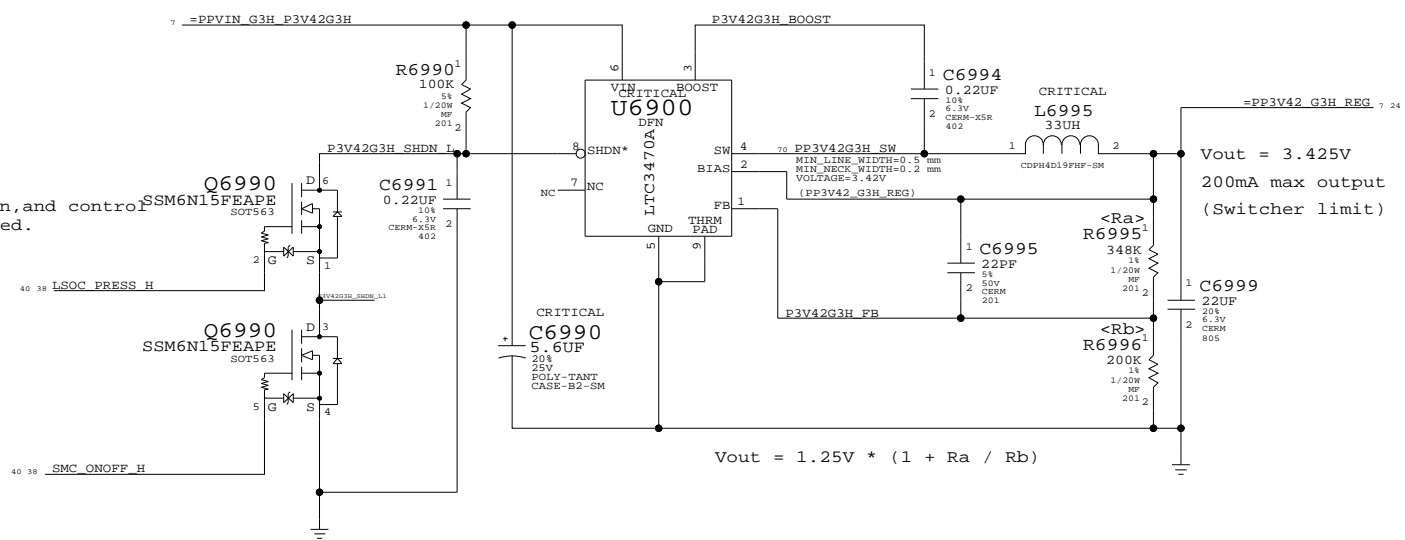 7 =PPVIN_G3H_P3V42G3H
P3V42G3H_BOOST
R6990 1
100K
5%
1/20W
MF
201 2
6
3
VIN
BOOST
CRITICAL
U6900
DFN
LTC3470A
1 C6994
0.22UF
10%
6.3V
2 CERM-X5R
402
CRITICAL
L6995
33UH
1 2
CDPH4D19FHF-SM
=PP3V42_G3H_REG 7 24
Vout = 3.425V
200mA max output
(Switcher limit)
P3V42G3H_SHDN_L
8 SHDN*
SW 4
70 PP3V42G3H_SW
MIN_LINE_WIDTH=0.5 mm
MIN_NECK_WIDTH=0.2 mm
VOLTAGE=3.42V
BIAS 2
(PP3V42_G3H_REG)
NC 7 NC
FB 1
GND
THRM
PAD
5
9
Q6990
SSM6N15FEAPE
SOT563
D 6
2 G S
1
n,and control
ed.
C6991 1
0.22UF
10%
6.3V
CERM-X5R 2
402
40 38 LSOC_PRESS_H
P3V42G3H_SHDN_L1
1 C6995
22PF
5%
50V
2 CERM
201
<Ra>
R6995 1
348K
1%
1/20W
MF
201 2
1 C6999
22UF
20%
6.3V
2 CERM
805
P3V42G3H_FB
Q6990
SSM6N15FEAPE
SOT563
D 3
5 G S
4
CRITICAL
+ C6990
5.6UF
20%
25V
POLY-TANT
CASE-B2-SM
<Rb>
R6996 1
200K
1%
1/20W
MF
201 2
40 38 SMC_ONOFF_H
Vout = 1.25V * (1 + Ra / Rb)